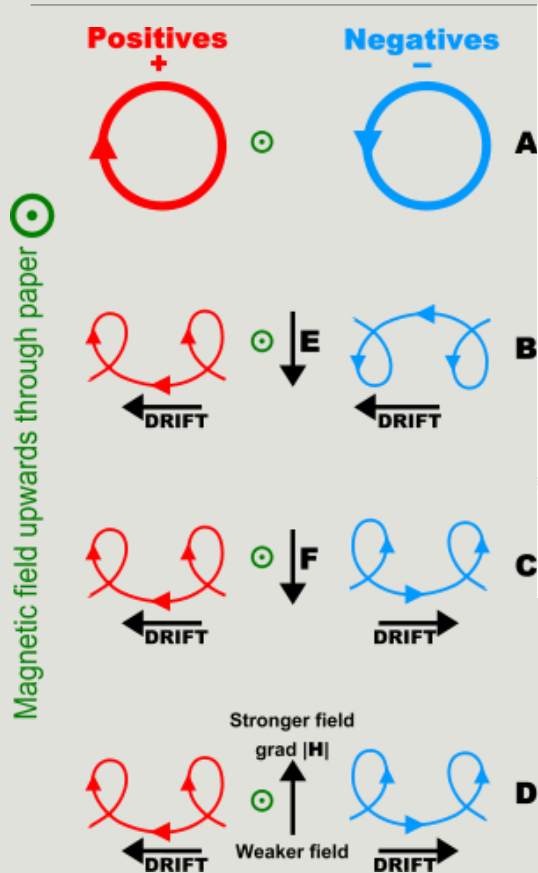 Positives
+
Negatives
−
A
Magnetic field upwards through paper
E
B
DRIFT
DRIFT
F
C
DRIFT
DRIFT
Stronger field
grad |H|
D
Weaker field
DRIFT
DRIFT